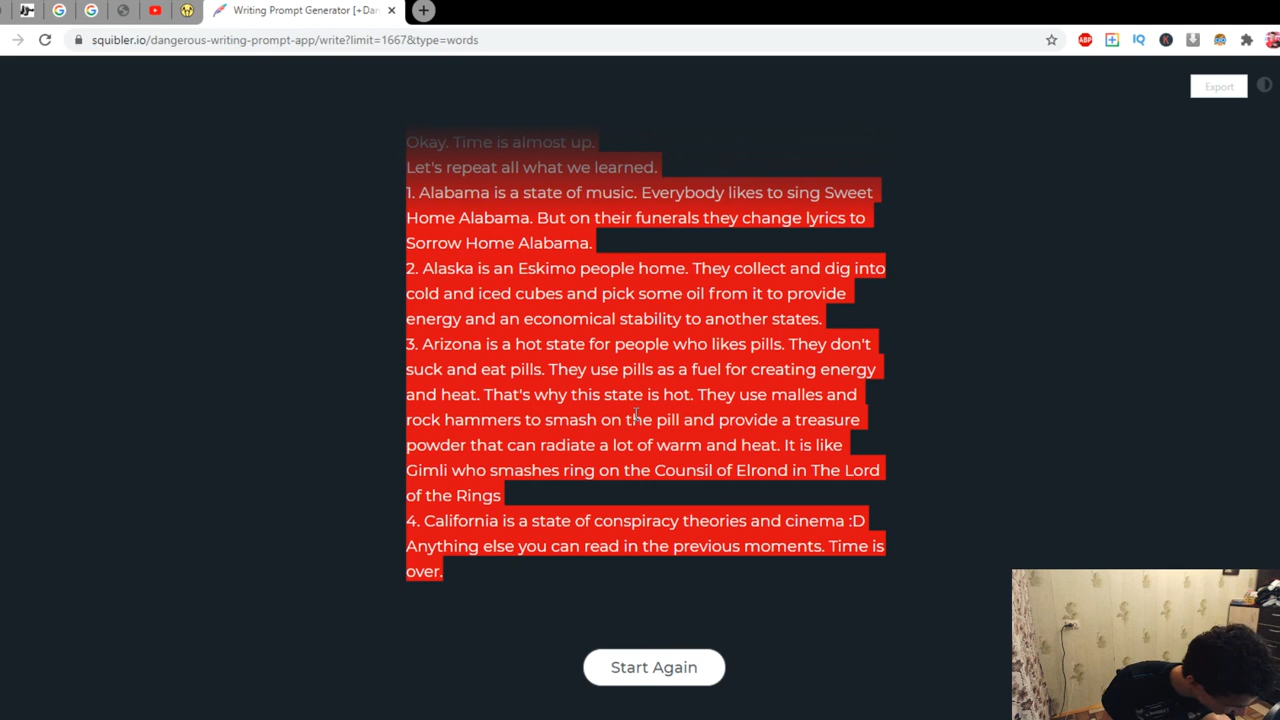 Writing Prompt Generator [+Dan
squibler.io/dangerous-writing-prompt-app/write?limit=1667&type=words
ABP
IQ
K
Export
Okay. Time is almost up.
Let's repeat all what we learned.
1. Alabama is a state of music. Everybody likes to sing Sweet
Home Alabama. But on their funerals they change lyrics to
Sorrow Home Alabama.
2. Alaska is an Eskimo people home. They collect and dig into
cold and iced cubes and pick some oil from it to provide
energy and an economical stability to another states.
3. Arizona is a hot state for people who likes pills. They don't
suck and eat pills. They use pills as a fuel for creating energy
and heat. That's why this state is hot. They use malles and
rock hammers to smash on the pill and provide a treasure
powder that can radiate a lot of warm and heat. It is like
Gimli who smashes ring on the Counsil of Elrond in The Lord
of the Rings
4. California is a state of conspiracy theories and cinema :D
Anything else you can read in the previous moments. Time is
over.
Start Again